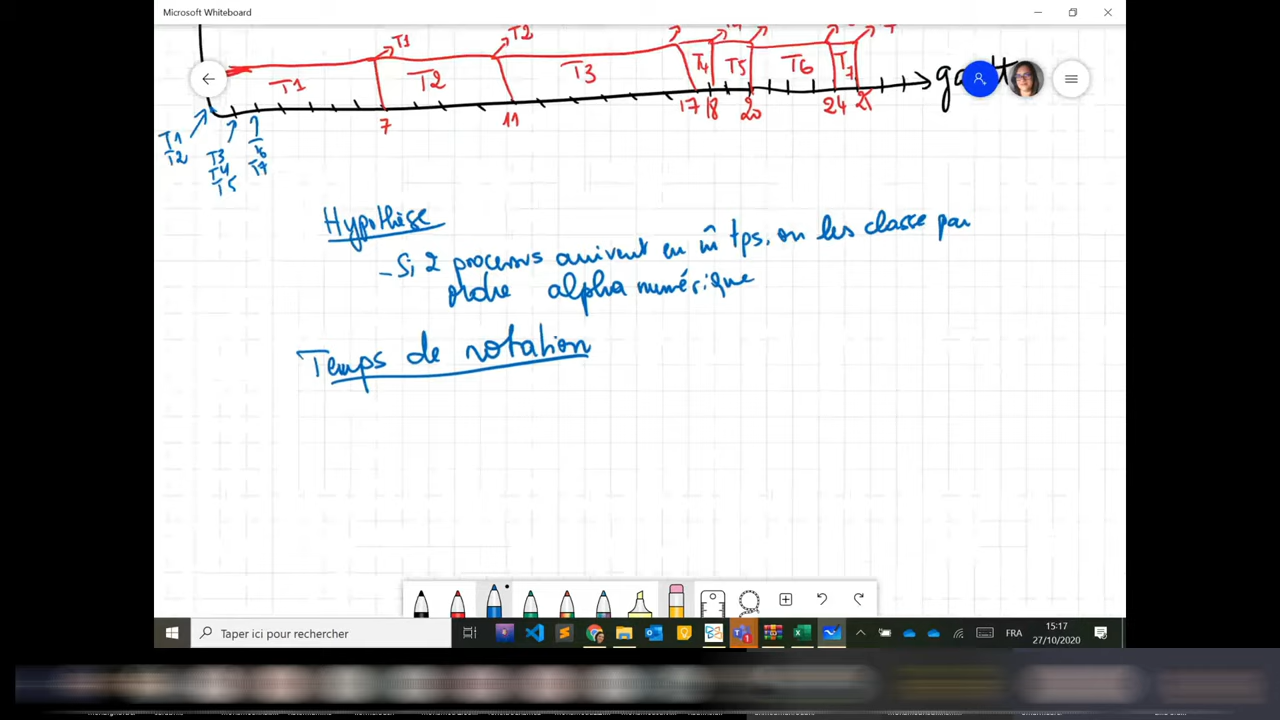 Microsoft Whiteboard
T1 T2
T1 T2 T3 T4 T5 T6 T7
7 11 17 18 20 24 25
T1
T2
T3
T4
T5
T6
T7
Hypothèse
- Si 2 processus arrivent en m̂ tps, on les classe par
ordre alpha numérique
Temps de rotation
Taper ici pour rechercher
FRA
15:17
27/10/2020